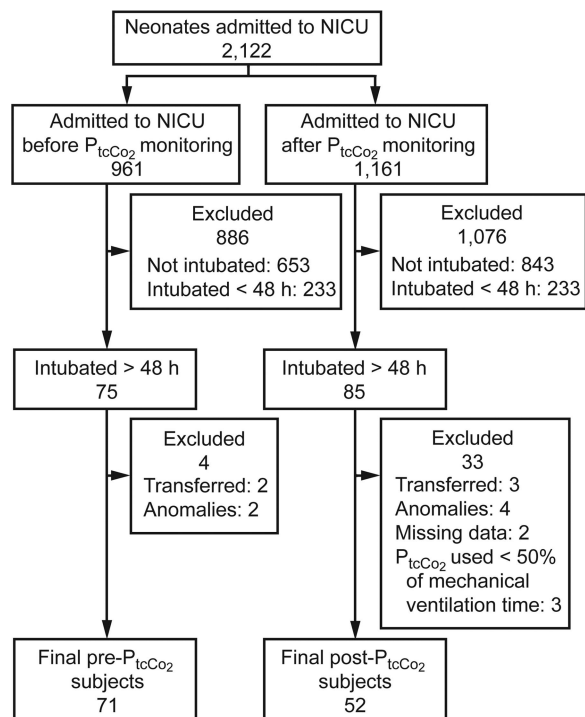 Neonates admitted to NICU
2,122
Admitted to NICU
before PtcCo2 monitoring
961
Admitted to NICU
after PtcCo2 monitoring
1,161
Excluded
886
Not intubated: 653
Intubated < 48 h: 233
Excluded
1,076
Not intubated: 843
Intubated < 48 h: 233
Intubated > 48 h
75
Intubated > 48 h
85
Excluded
4
Transferred: 2
Anomalies: 2
Excluded
33
Transferred: 3
Anomalies: 4
Missing data: 2
PtcCo2 used < 50%
of mechanical
ventilation time: 3
Final pre-PtcCo2
subjects
71
Final post-PtcCo2
subjects
52